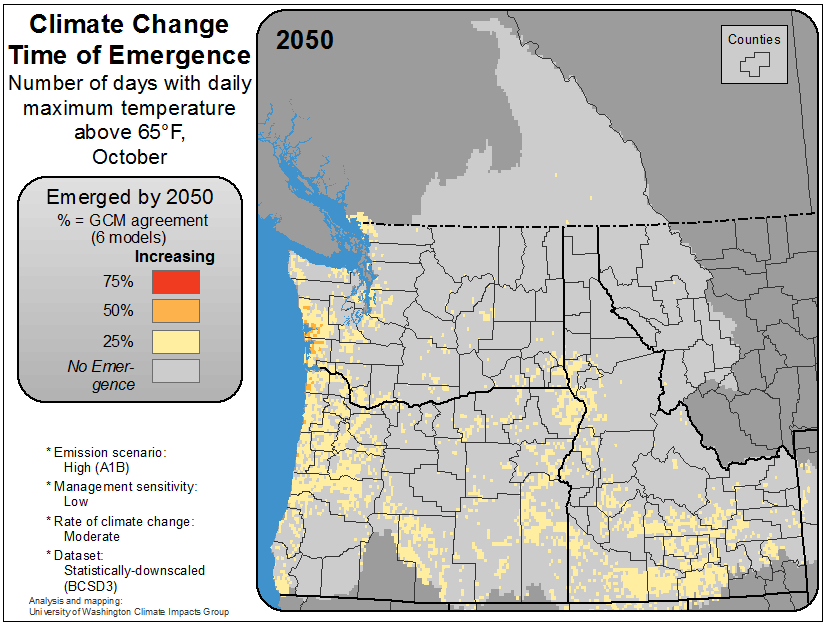 Climate Change
Time of Emergence
Number of days with daily
maximum temperature
above 65°F,
October
Emerged by 2050
% = GCM agreement
(6 models)
Increasing
75%
50%
25%
No Emer-
gence
* Emission scenario:
High (A1B)
* Management sensitivity:
Low
* Rate of climate change:
Moderate
* Dataset:
Statistically-downscaled
(BCSD3)
Analysis and mapping:
University of Washington Climate Impacts Group
2050
Counties